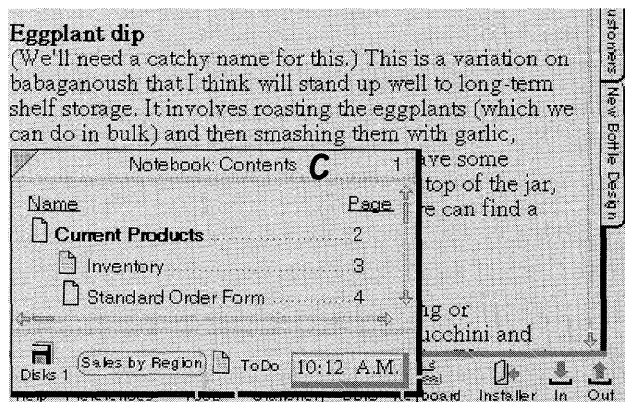 Eggplant dip
(We'll need a catchy name for this.) This is a variation on
babaganoush that I think will stand up well to long-term
shelf storage. It involves roasting the eggplants (which we
can do in bulk) and then smashing them with garlic,
ave some
top of the jar,
e can find a
ng or
ucchini and
Notebook: Contents C 1
Name Page
Current Products 2
Inventory 3
Standard Order Form 4
Disks 1 Sales by Region ToDo 10:12 A.M.
Installer In Out
ustomers
New Bottle Design